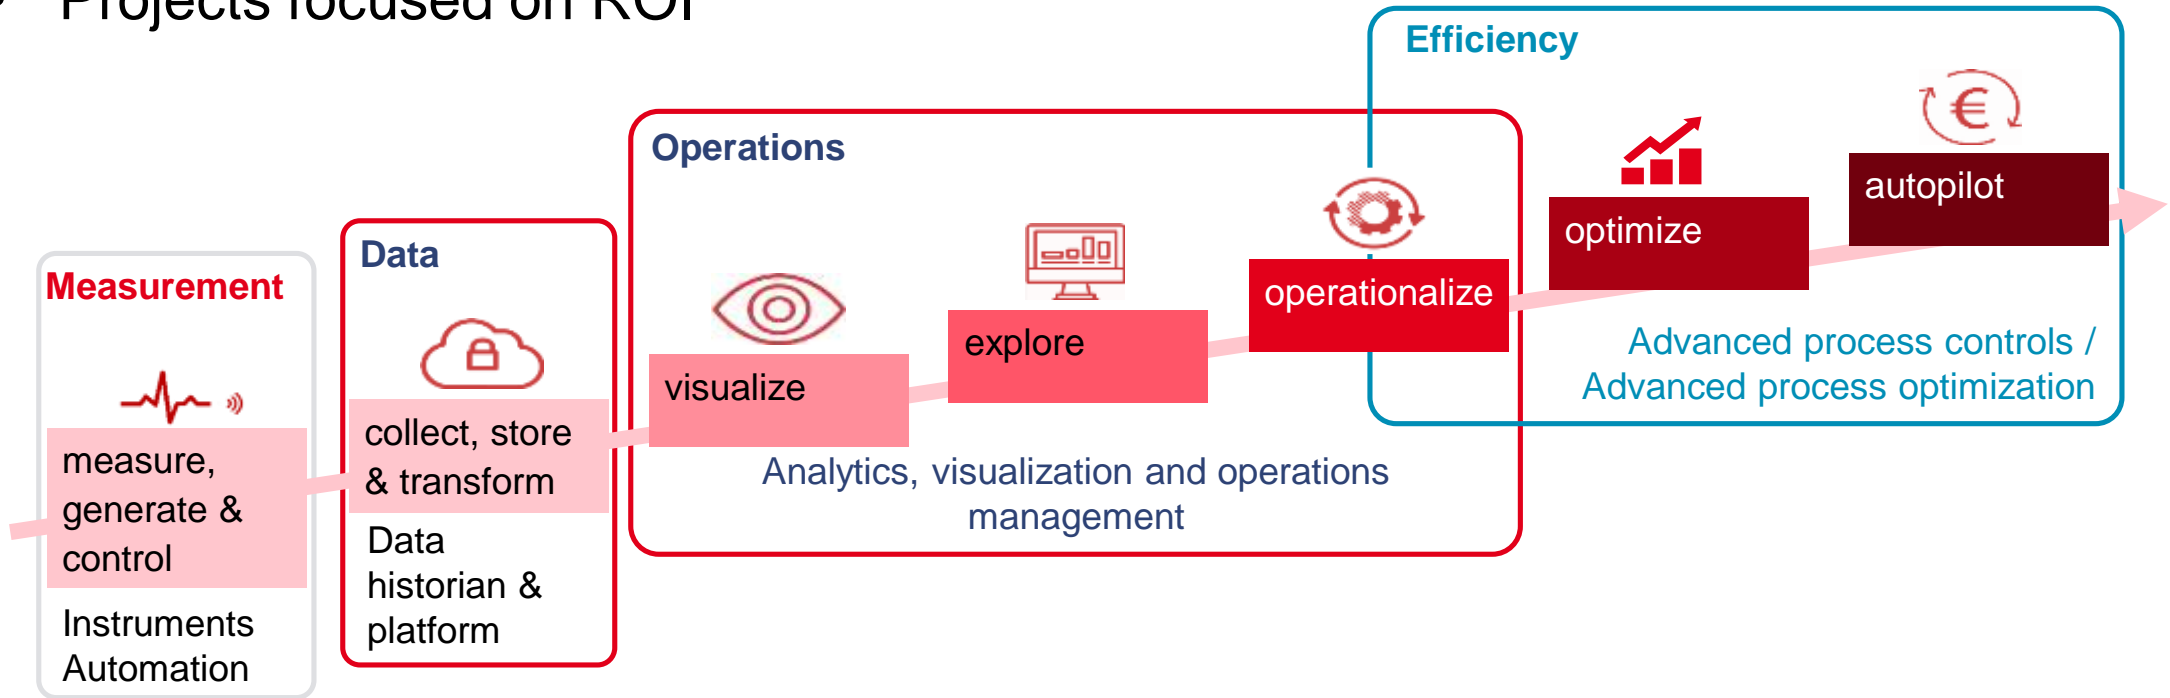 Projects focused on ROI
Efficiency
Operations
autopilot
optimize
Data
operationalize
Measurement
explore
Advanced process controls /
Advanced process optimization
visualize
collect, store
& transform
measure,
generate &
control
Analytics, visualization and operations
management
Data
historian &
platform
Instruments
Automation
€